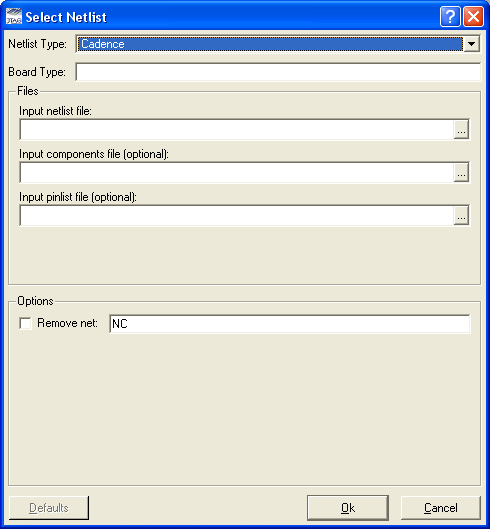 JTAG
Select Netlist
?
Netlist Type: Cadence
Board Type:
Files
Input netlist file:
...
Input components file (optional):
...
Input pinlist file (optional):
...
Options
Remove net: NC
Defaults Ok Cancel